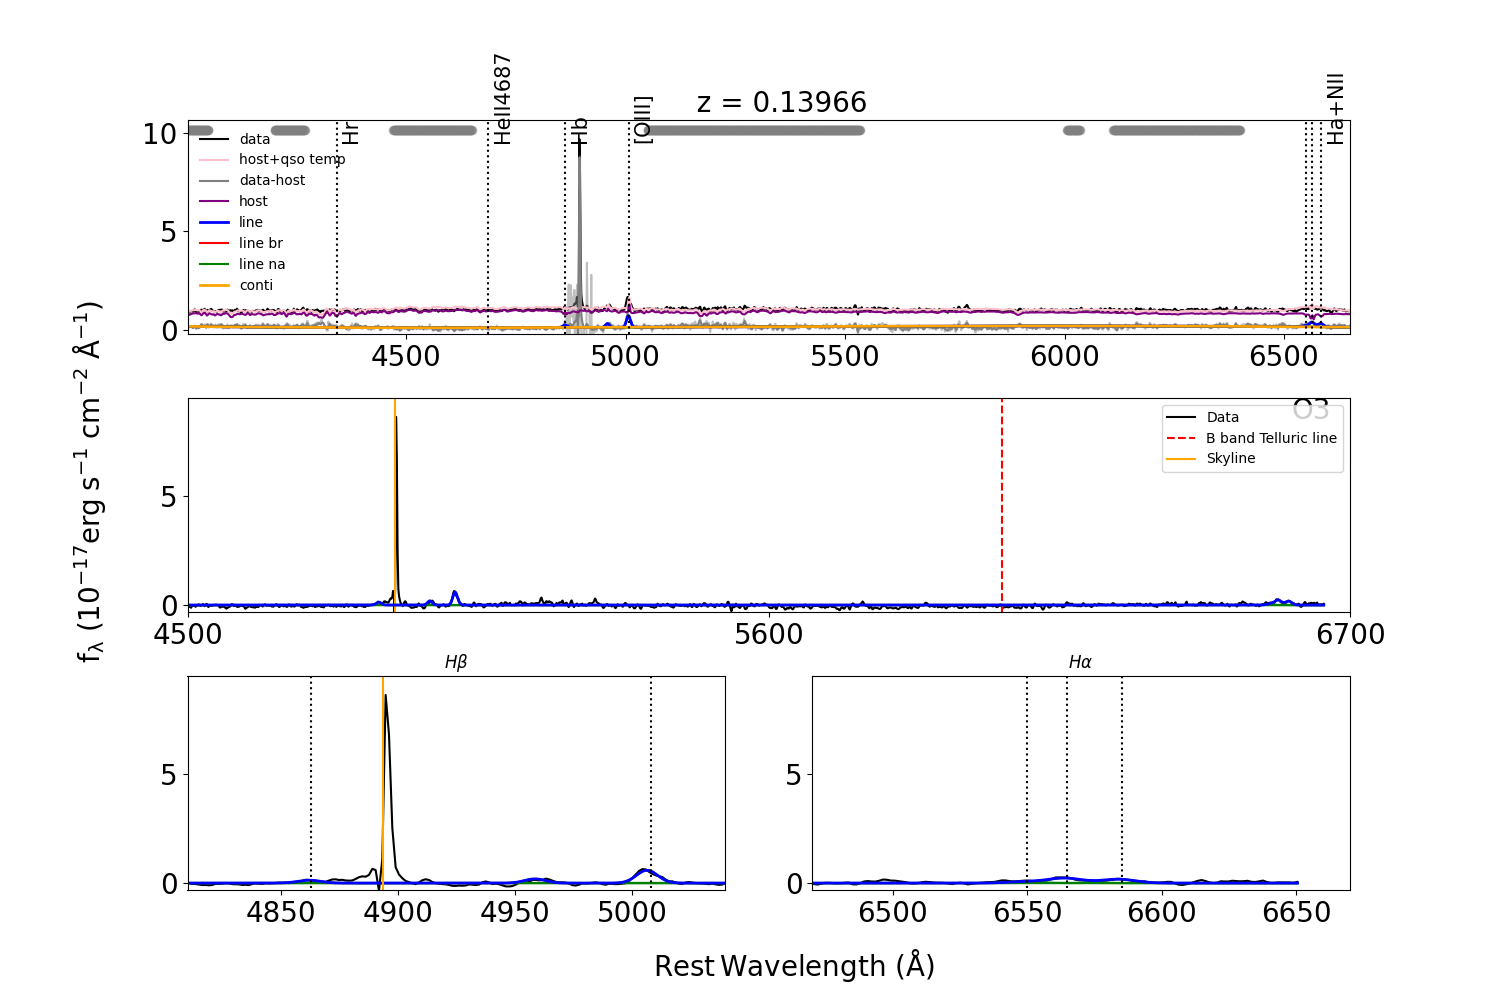 z = 0.13966
Hr
HeII4687
Hb
[OIII]
Ha+NII
10
5
0
data
host+qso temp
data-host
host
line
line br
line na
conti
4500
5000
5500
6000
6500
f_λ (10^−17 erg s^−1 cm^−2 Å^−1)
O3
Data
B band Telluric line
Skyline
5
0
4500
5600
6700
Hβ
5
0
4850
4900
4950
5000
Hα
5
0
6500
6550
6600
6650
Rest Wavelength (Å)